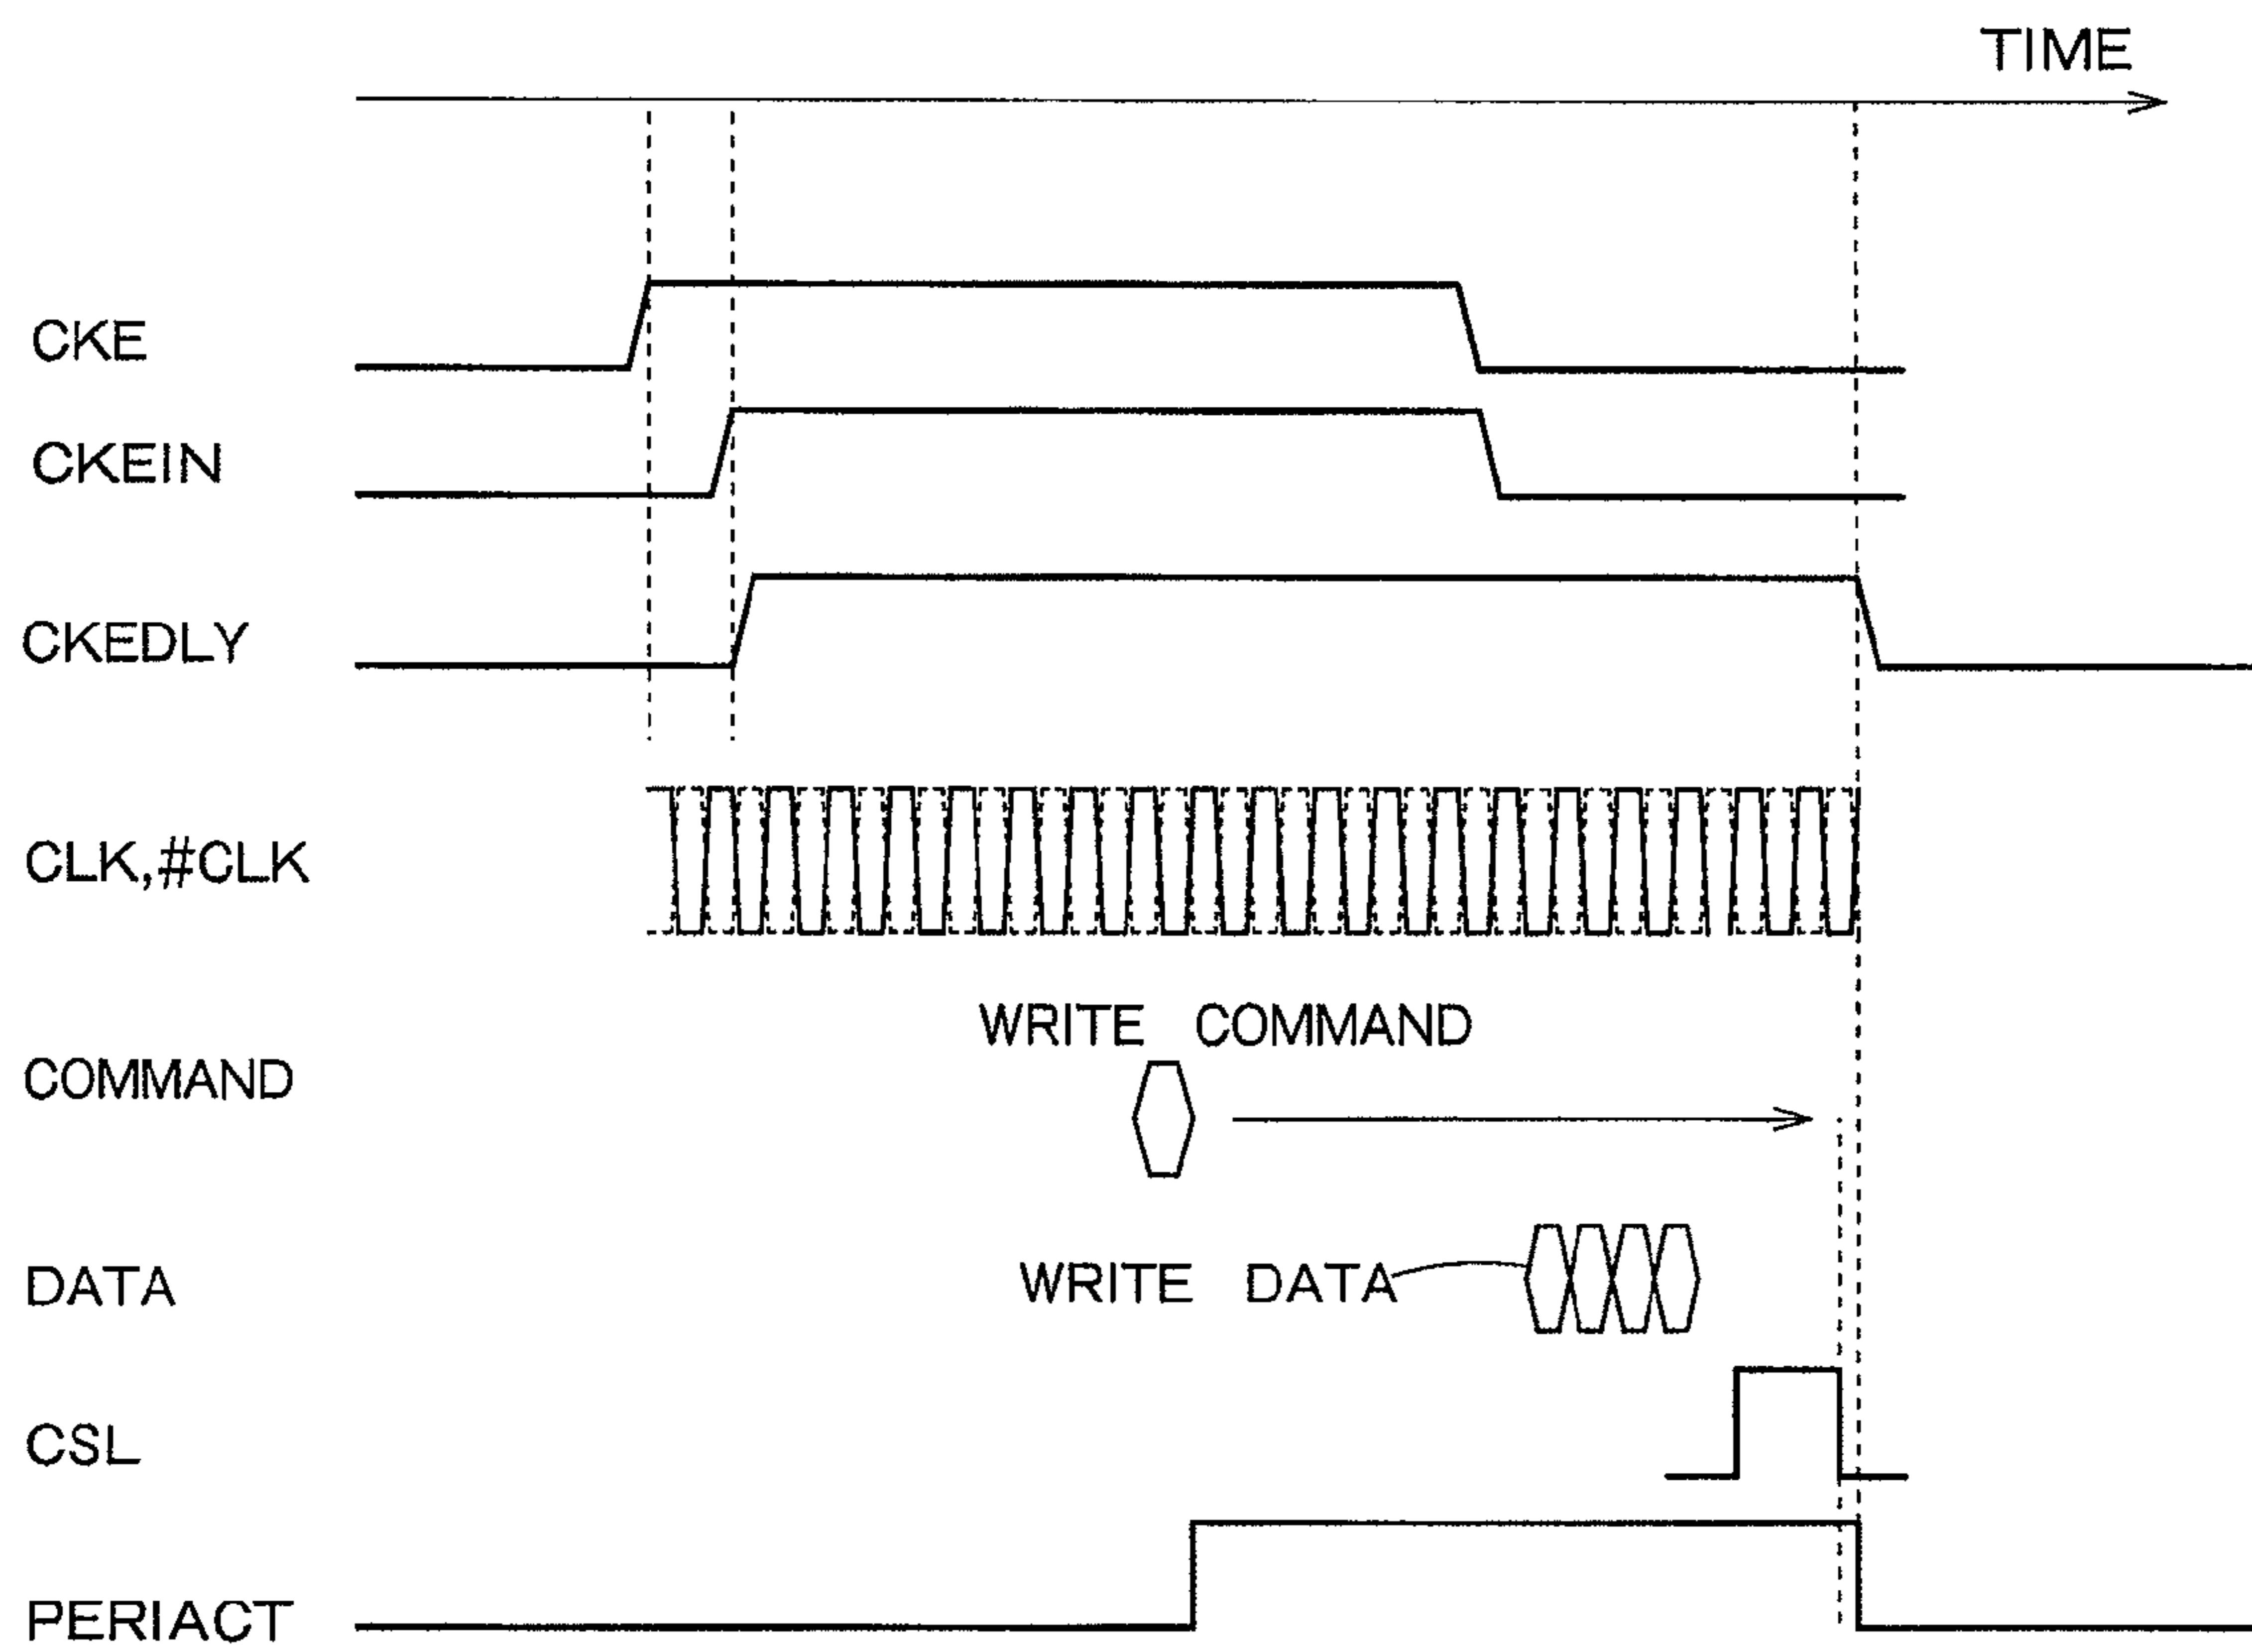 TIME
CKE
CKEIN
CKEDLY
CLK,#CLK
WRITE COMMAND
COMMAND
WRITE DATA
DATA
CSL
PERIACT